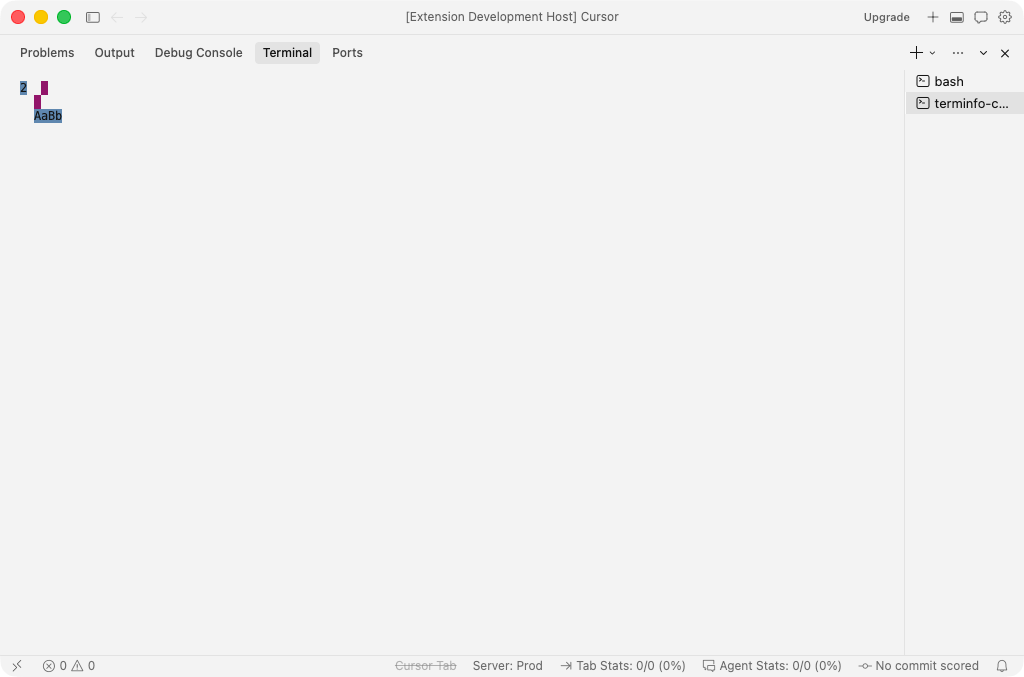 [Extension Development Host] Cursor
Upgrade
Problems Output Debug Console Terminal Ports
2
AaBb
bash
terminfo-c...
0 0
Cursor Tab Server: Prod Tab Stats: 0/0 (0%) Agent Stats: 0/0 (0%) No commit scored